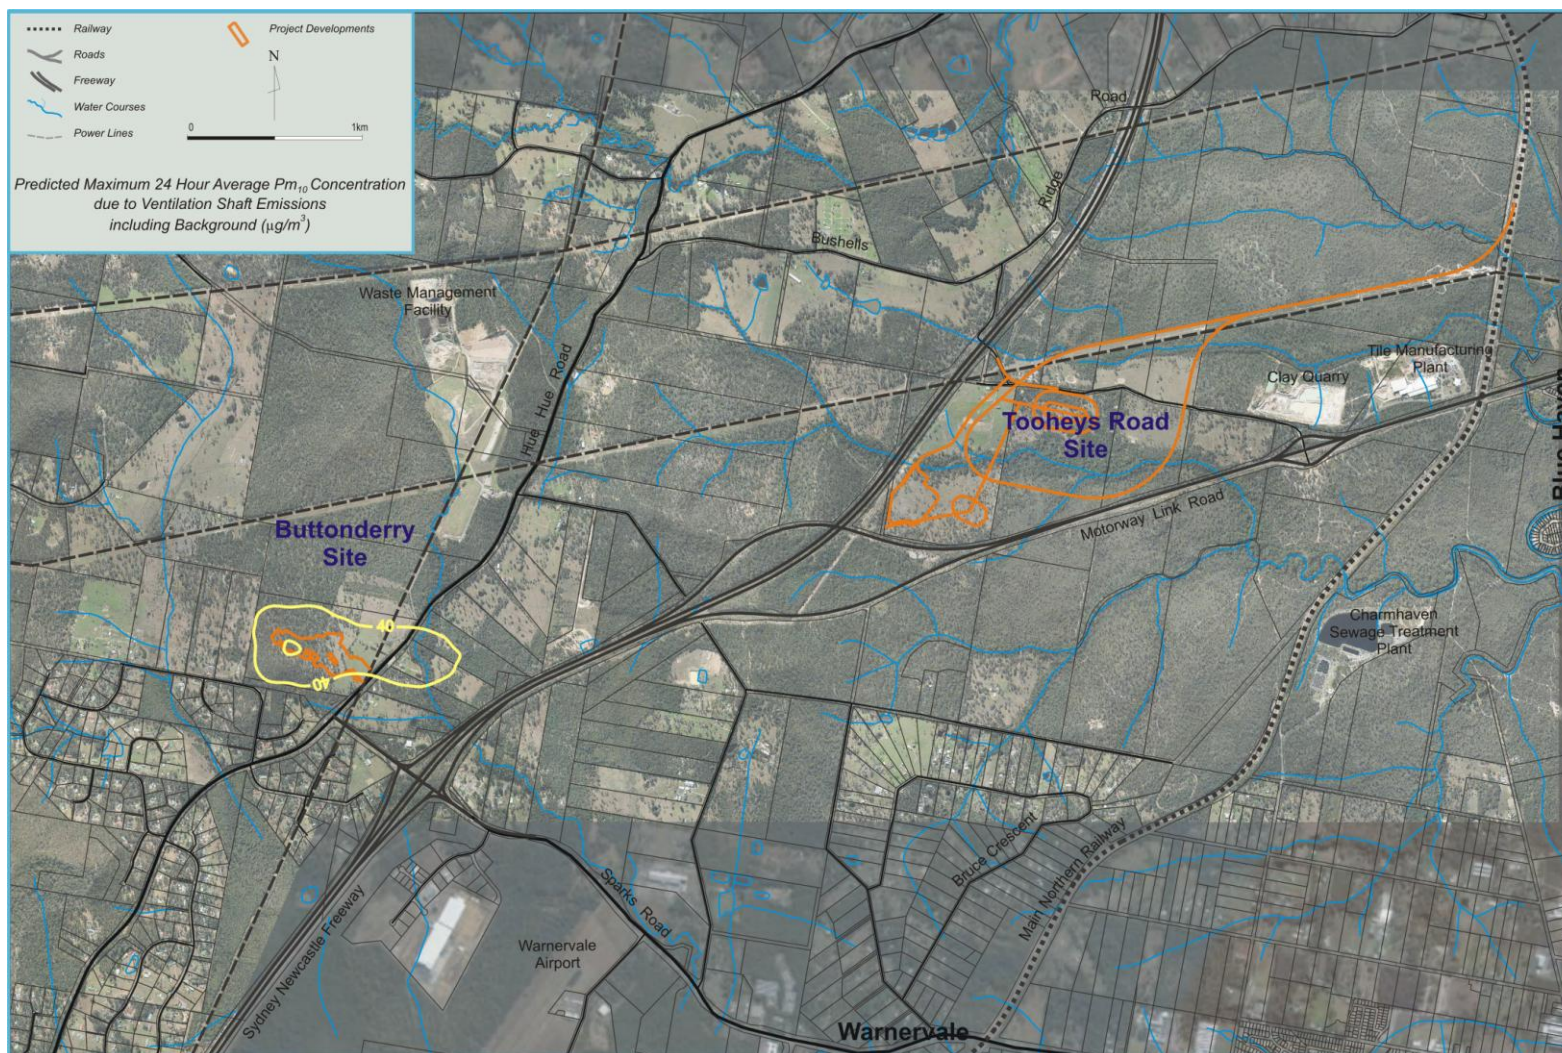 Railway
Project Developments
Roads
N
Freeway
Water Courses
0 1km
Power Lines
Predicted Maximum 24 Hour Average Pm₁₀ Concentration
due to Ventilation Shaft Emissions
including Background (µg/m³)
Road
Ridge
Bushells
Waste Management
Facility
Hue Hue Road
Tile Manufacturing
Plant
Clay Quarry
Tooheys Road
Site
Motorway Link Road
Buttonderry
Site
40
40
Charmhaven
Sewage Treatment
Plant
Bruce Crescent
Main Northern Railway
Sparks Road
Sydney Newcastle Freeway
Warnervale
Airport
Warnervale